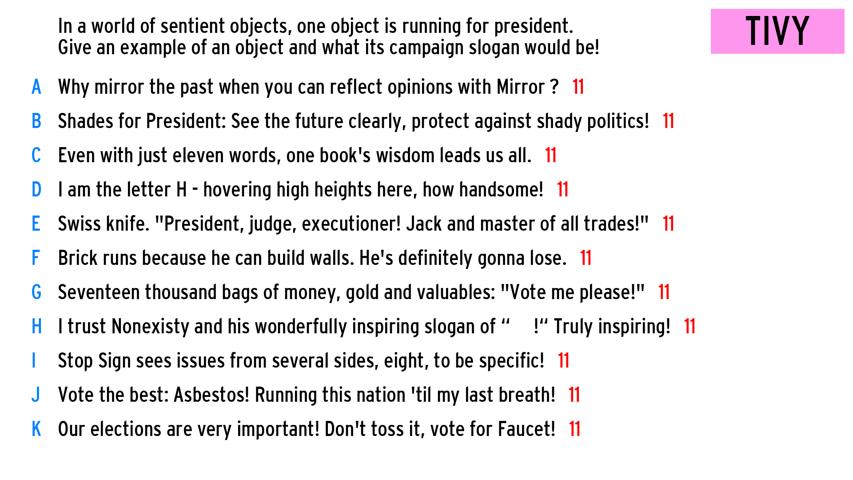 In a world of sentient objects, one object is running for president.
Give an example of an object and what its campaign slogan would be!
TIVY
A Why mirror the past when you can reflect opinions with Mirror ? 11
B Shades for President: See the future clearly, protect against shady politics! 11
C Even with just eleven words, one book's wisdom leads us all. 11
D I am the letter H - hovering high heights here, how handsome! 11
E Swiss knife. "President, judge, executioner! Jack and master of all trades!" 11
F Brick runs because he can build walls. He's definitely gonna lose. 11
G Seventeen thousand bags of money, gold and valuables: "Vote me please!" 11
H I trust Nonexisty and his wonderfully inspiring slogan of “ !“ Truly inspiring! 11
I Stop Sign sees issues from several sides, eight, to be specific! 11
J Vote the best: Asbestos! Running this nation 'til my last breath! 11
K Our elections are very important! Don't toss it, vote for Faucet! 11